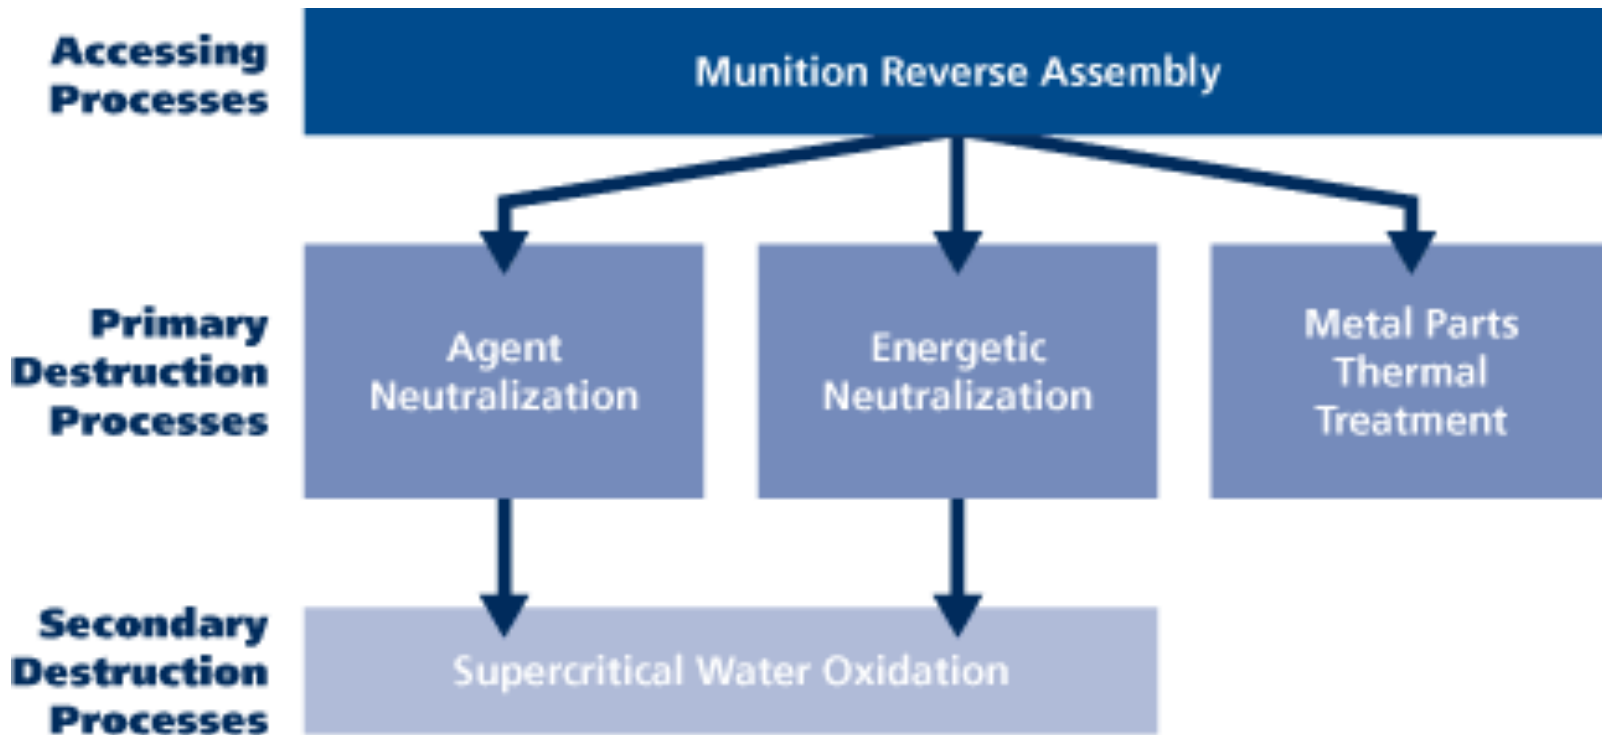 Accessing
Processes
Munition Reverse Assembly
Primary
Destruction
Processes
Agent
Neutralization
Energetic
Neutralization
Metal Parts
Thermal
Treatment
Secondary
Destruction
Processes
Supercritical Water Oxidation